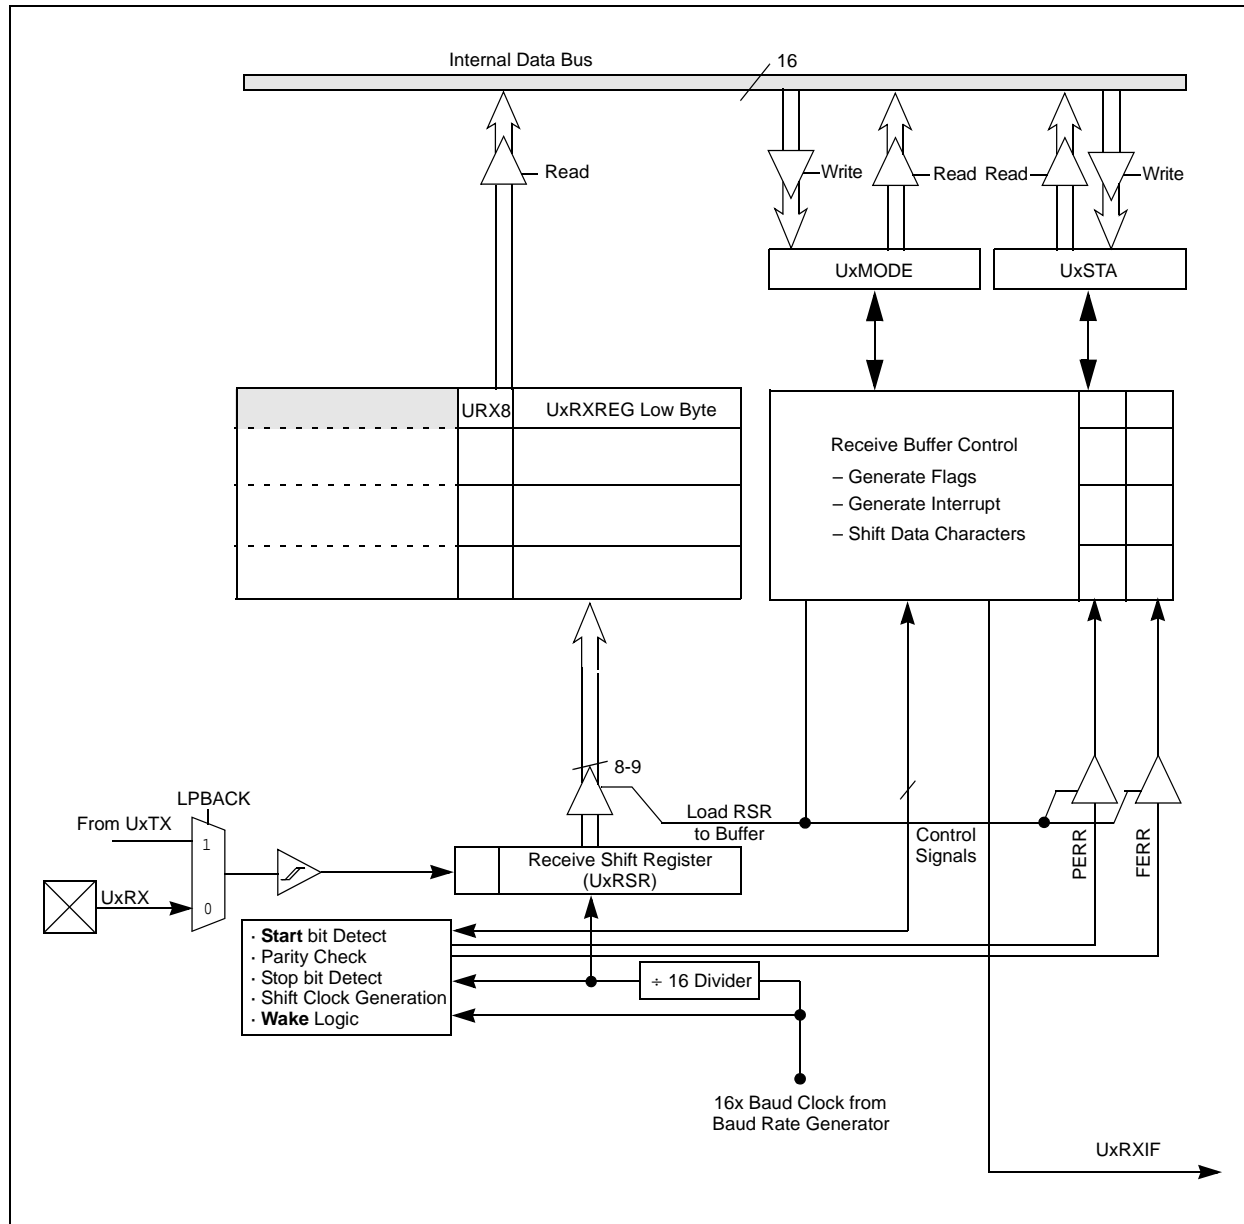 Internal Data Bus
16
Read
Write
Read
Read
Write
UxMODE
UxSTA
URX8
UxRXREG Low Byte
Receive Buffer Control
– Generate Flags
– Generate Interrupt
– Shift Data Characters
8-9
LPBACK
From UxTX
1
Load RSR
to Buffer
Control
Signals
PERR
FERR
Receive Shift Register
(UxRSR)
UxRX
0
· Start bit Detect
· Parity Check
· Stop bit Detect
· Shift Clock Generation
· Wake Logic
÷ 16 Divider
16x Baud Clock from
Baud Rate Generator
UxRXIF